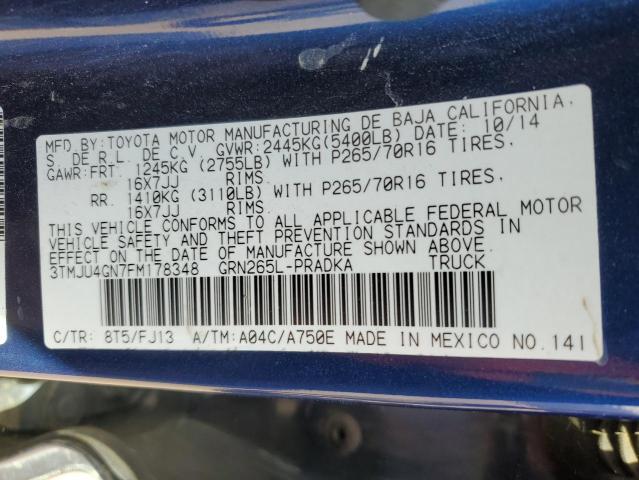 MFD.BY:TOYOTA MOTOR MANUFACTURING DE BAJA CALIFORNIA,
S. DE R.L. DE C.V. GVWR:2445KG(5400LB) DATE: 10/14
GAWR:FRT. 1245KG (2755LB) WITH P265/70R16 TIRES,
16X7JJ RIMS.
RR. 1410KG (3110LB) WITH P265/70R16 TIRES,
16X7JJ RIMS.
THIS VEHICLE CONFORMS TO ALL APPLICABLE FEDERAL MOTOR
VEHICLE SAFETY AND THEFT PREVENTION STANDARDS IN
EFFECT ON THE DATE OF MANUFACTURE SHOWN ABOVE.
3TMJU4GN7FM178348 GRN265L-PRADKA TRUCK
C/TR: 8T5/FJ13 A/TM:A04C/A750E MADE IN MEXICO NO.141